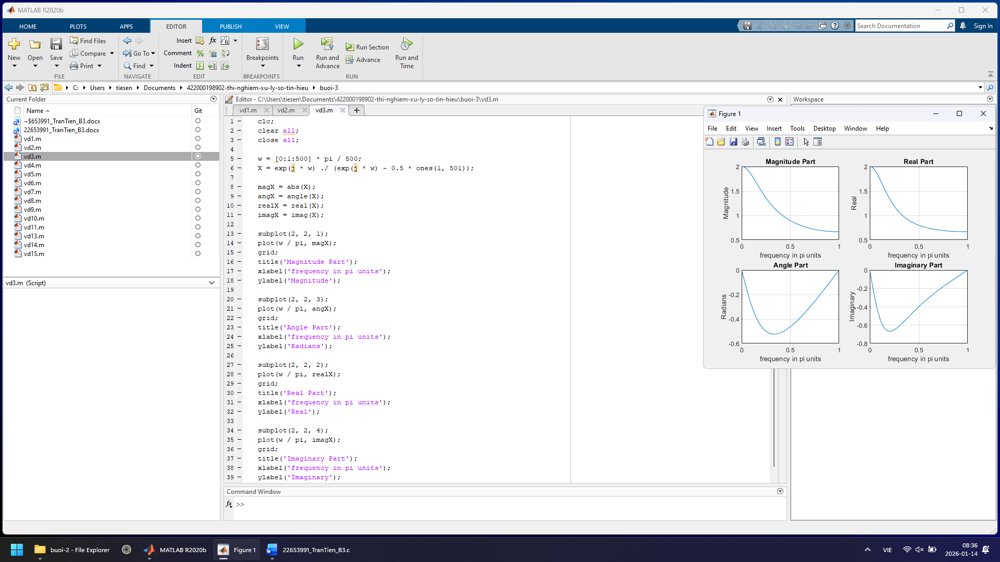 MATLAB R2020b
HOME PLOTS APPS EDITOR PUBLISH VIEW
Search Documentation
Sign In
New
Open
Save
Find Files
Compare
Print
FILE
Go To
Find
NAVIGATE
Insert
Comment
Indent
EDIT
Breakpoints
BREAKPOINTS
Run
Run and Advance
Run Section
Advance
Run and Time
RUN
C: Users tiesen Documents 422000198902-thi-nghiem-xu-ly-so-tin-hieu buoi-3
Current Folder
Name Git
~$653991_TranTien_B3.docx
22653991_TranTien_B3.docx
vd1.m
vd2.m
vd3.m
vd4.m
vd5.m
vd6.m
vd7.m
vd8.m
vd9.m
vd10.m
vd11.m
vd13.m
vd14.m
vd15.m
vd3.m (Script)
Editor - C:\Users\tiesen\Documents\422000198902-thi-nghiem-xu-ly-so-tin-hieu\buoi-3\vd3.m
vd1.m vd2.m vd3.m
1 clc;
2 clear all;
3 close all;
4
5 w = [0:1:500] * pi / 500;
6 X = exp(j * w) ./ (exp(j * w) - 0.5 * ones(1, 501));
7
8 magX = abs(X);
9 angX = angle(X);
10 realX = real(X);
11 imagX = imag(X);
12
13 subplot(2, 2, 1);
14 plot(w / pi, magX);
15 grid;
16 title('Magnitude Part');
17 xlabel('frequency in pi units');
18 ylabel('Magnitude');
19
20 subplot(2, 2, 3);
21 plot(w / pi, angX);
22 grid;
23 title('Angle Part');
24 xlabel('frequency in pi units');
25 ylabel('Radians');
26
27 subplot(2, 2, 2);
28 plot(w / pi, realX);
29 grid;
30 title('Real Part');
31 xlabel('frequency in pi units');
32 ylabel('Real');
33
34 subplot(2, 2, 4);
35 plot(w / pi, imagX);
36 grid;
37 title('Imaginary Part');
38 xlabel('frequency in pi units');
39 ylabel('Imaginary');
Command Window
fx >>
Workspace
Figure 1
File Edit View Insert Tools Desktop Window Help
Magnitude Part
Magnitude
2
1.5
1
0.5
0 0.5 1
frequency in pi units
Real Part
Real
2
1.5
1
0.5
0 0.5 1
frequency in pi units
Angle Part
Radians
0
-0.2
-0.4
-0.6
0 0.5 1
frequency in pi units
Imaginary Part
Imaginary
0
-0.2
-0.4
-0.6
-0.8
0 0.5 1
frequency in pi units
buoi-2 - File Explorer
MATLAB R2020b
Figure 1
22653991_TranTien_B3.c
VIE
08:36
2026-01-14